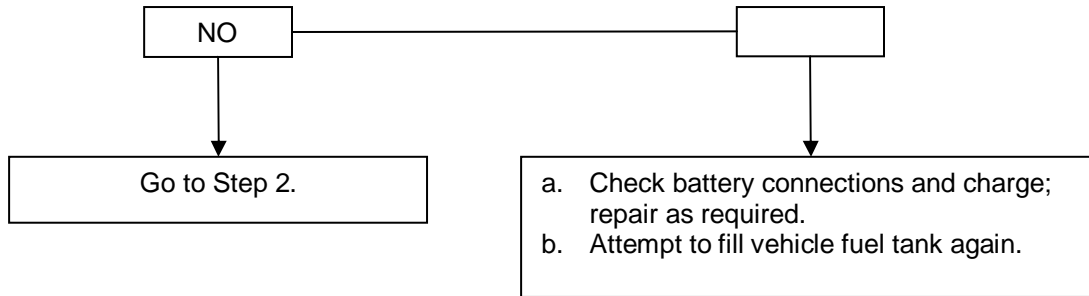 NO
Go to Step 2.
a. Check battery connections and charge;
repair as required.
b. Attempt to fill vehicle fuel tank again.